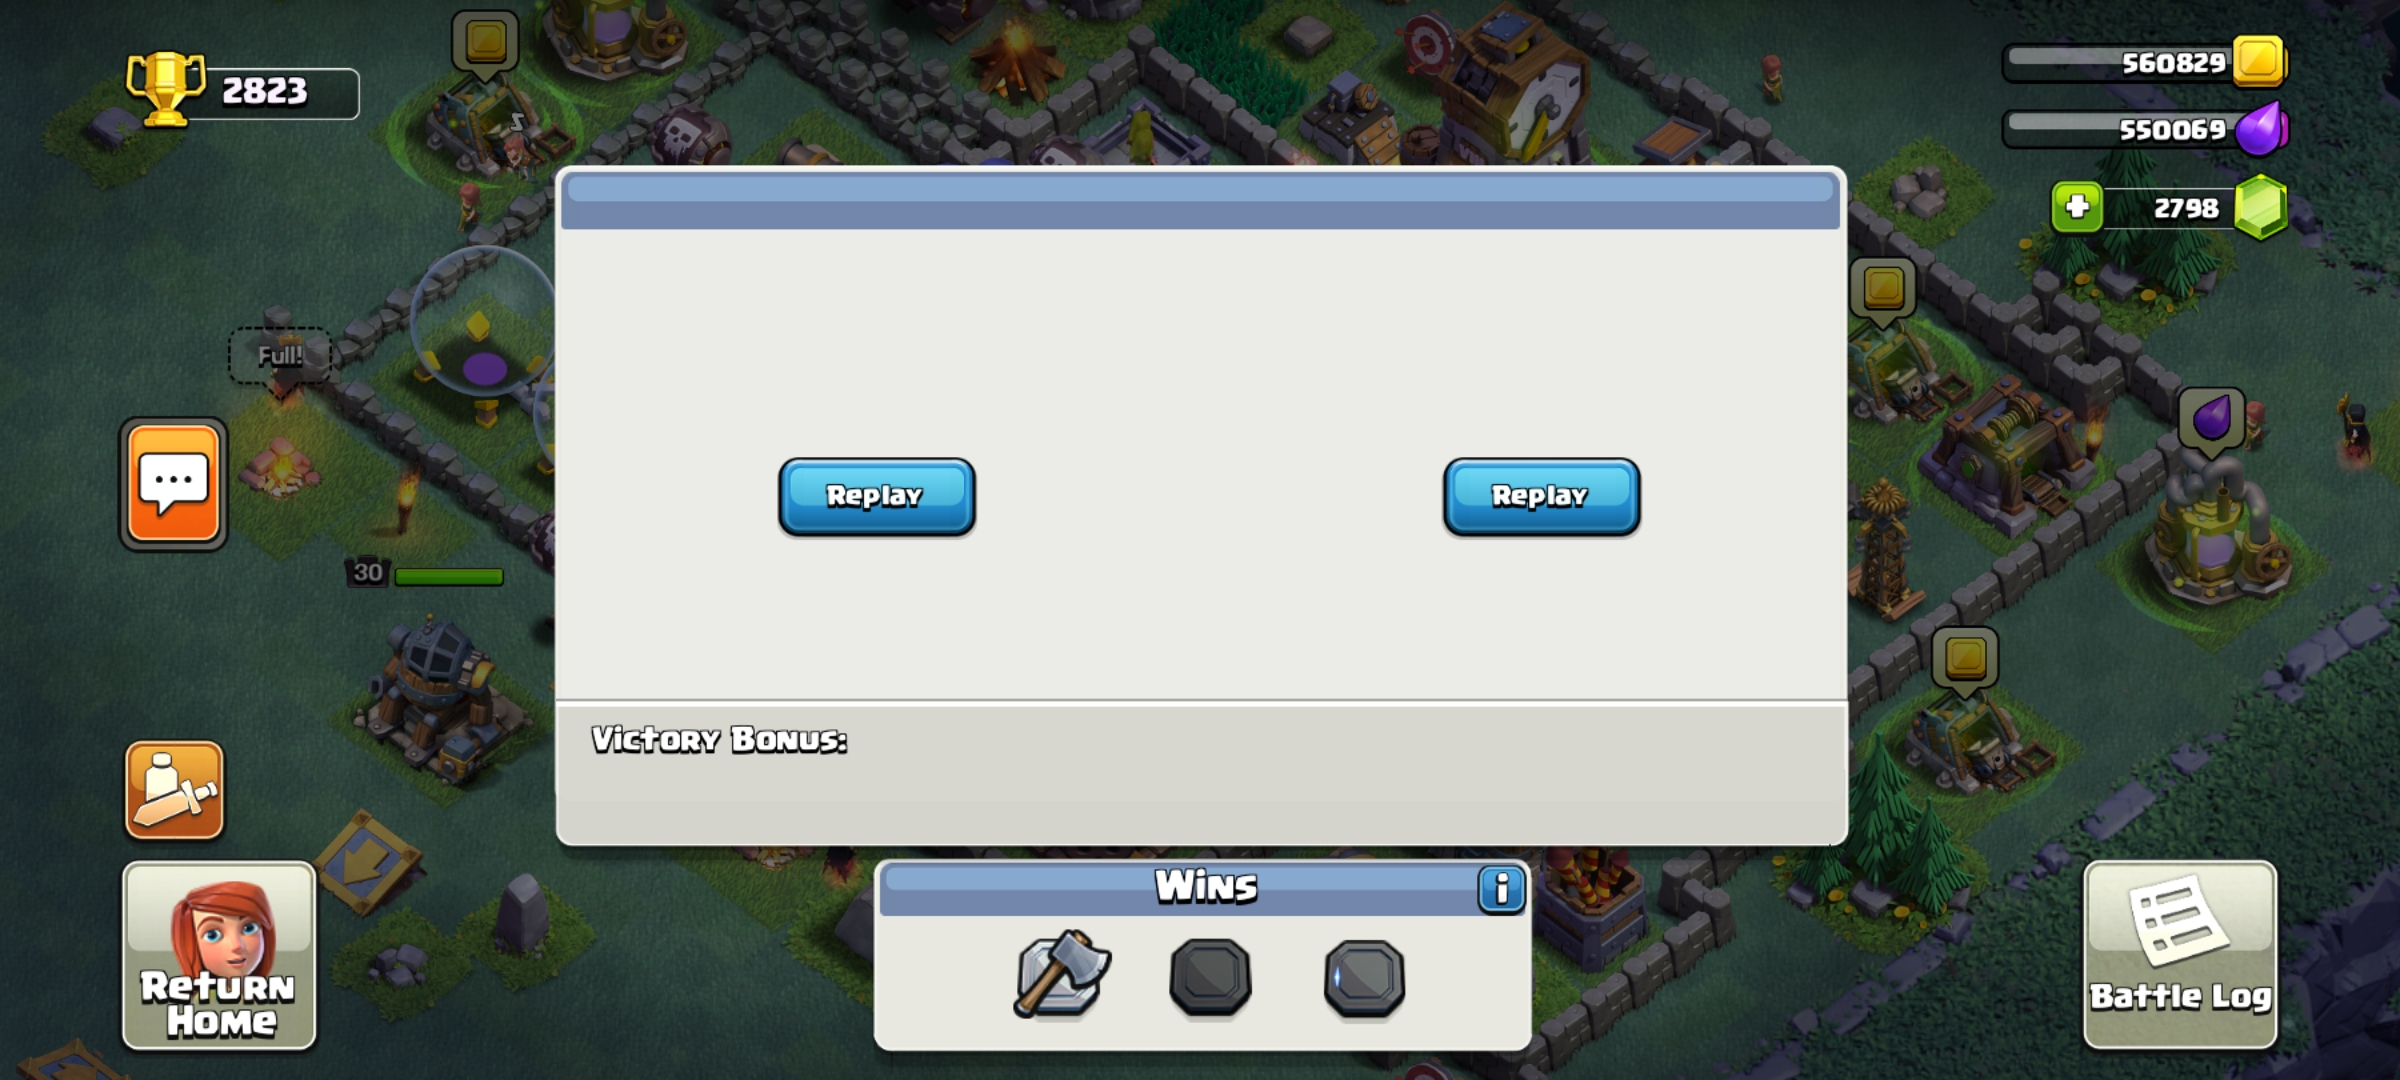 2823
560829
550069
2798
Full!
Replay
Replay
30
Victory Bonus:
Wins
i
Return
Home
Battle Log